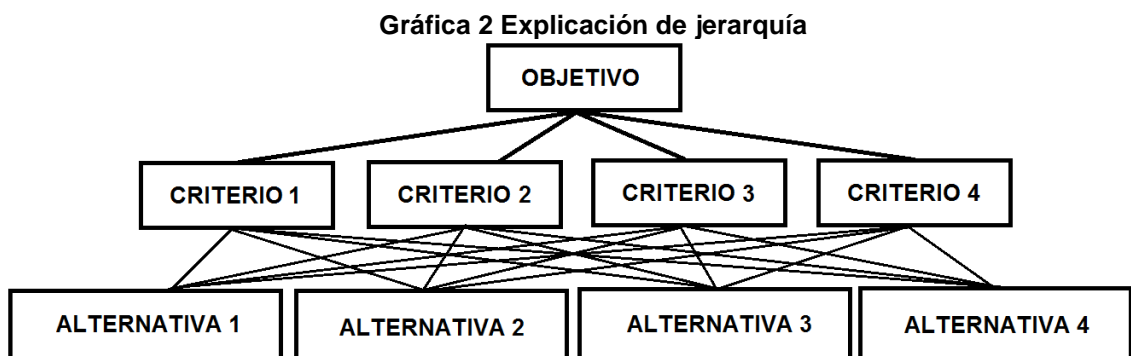 Gráfica 2 Explicación de jerarquía
OBJETIVO
CRITERIO 1 CRITERIO 2 CRITERIO 3 CRITERIO 4
ALTERNATIVA 1 ALTERNATIVA 2 ALTERNATIVA 3 ALTERNATIVA 4